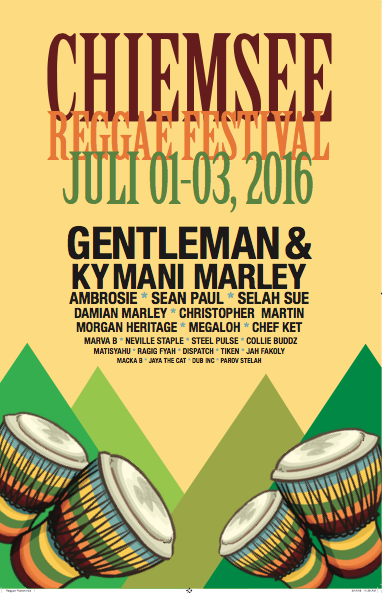 CHIEMSEE
REGGAE FESTIVAL
JULI 01-03, 2016
GENTLEMAN &
KY MANI MARLEY
AMBROSIE * SEAN PAUL * SELAH SUE
DAMIAN MARLEY * CHRISTOPHER MARTIN
MORGAN HERITAGE * MEGALOH * CHEF KET
MARVA B * NEVILLE STAPLE * STEEL PULSE * COLLIE BUDDZ
MATISYAHU * RAGIG FYAH * DISPATCH * TIKEN * JAH FAKOLY
MACKA B * JAYA THE CAT * DUB INC * PAROV STELAH